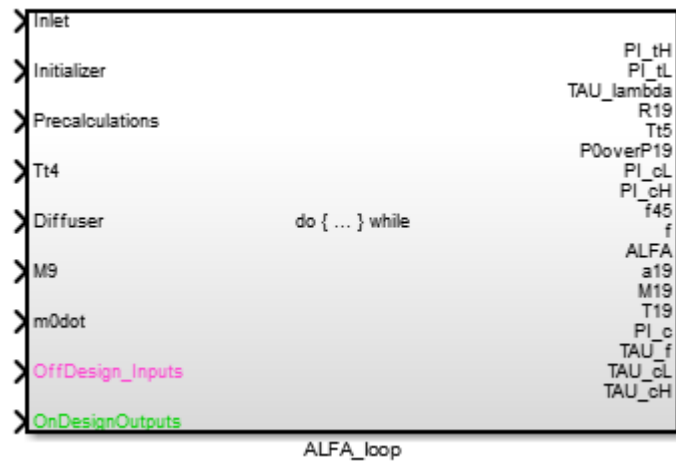 Inlet
Initializer
Precalculations
Tt4
Diffuser
M9
m0dot
OffDesign_Inputs
OnDesignOutputs
do { ... } while
PI_tH
PI_tL
TAU_lambda
R19
Tt5
P0overP19
PI_cL
PI_cH
f45
f
ALFA
a19
M19
T19
PI_c
TAU_f
TAU_cL
TAU_cH
ALFA_loop